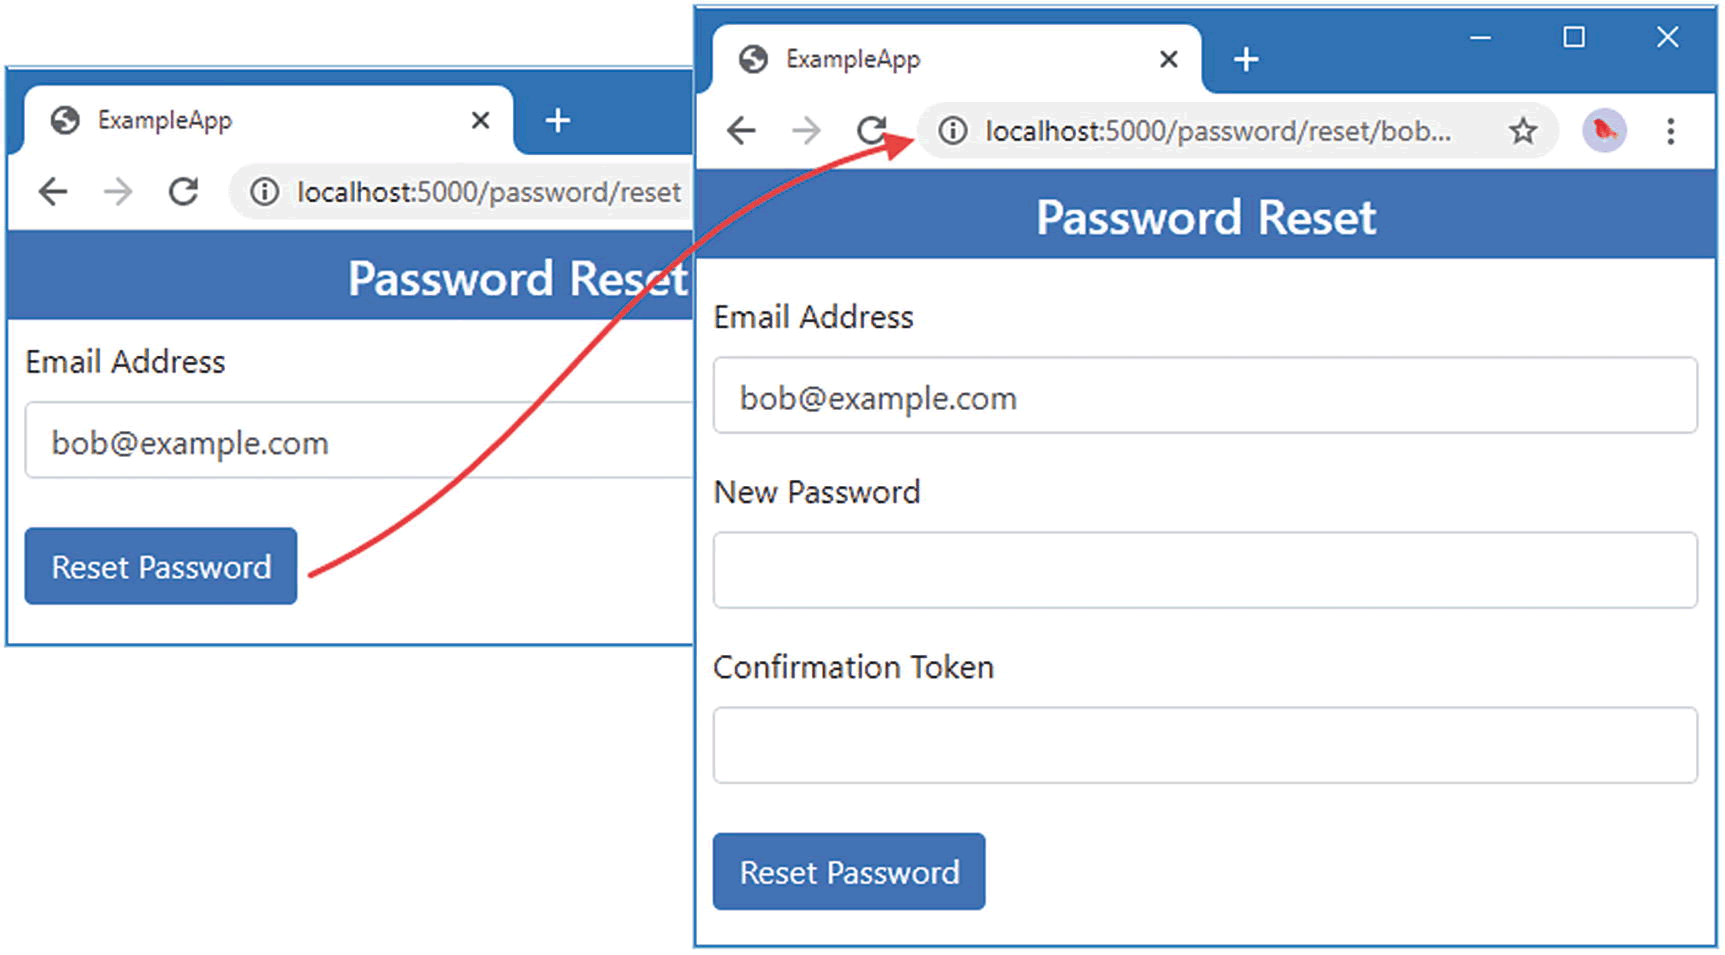 ExampleApp
localhost:5000/password/reset
Password Reset
Email Address
bob@example.com
Reset Password
ExampleApp
localhost:5000/password/reset/bob...
Password Reset
Email Address
bob@example.com
New Password
Confirmation Token
Reset Password